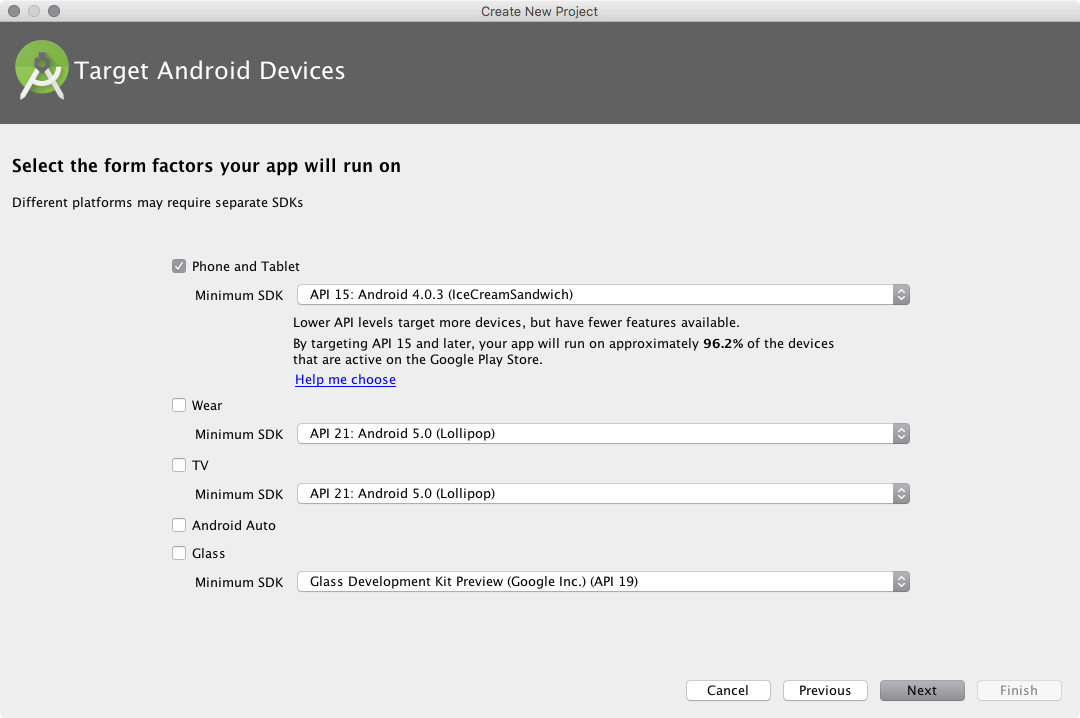 Create New Project
Target Android Devices
Select the form factors your app will run on
Different platforms may require separate SDKs
Phone and Tablet
Minimum SDK API 15: Android 4.0.3 (IceCreamSandwich)
Lower API levels target more devices, but have fewer features available.
By targeting API 15 and later, your app will run on approximately 96.2% of the devices
that are active on the Google Play Store.
Help me choose
Wear
Minimum SDK API 21: Android 5.0 (Lollipop)
TV
Minimum SDK API 21: Android 5.0 (Lollipop)
Android Auto
Glass
Minimum SDK Glass Development Kit Preview (Google Inc.) (API 19)
Cancel Previous Next Finish